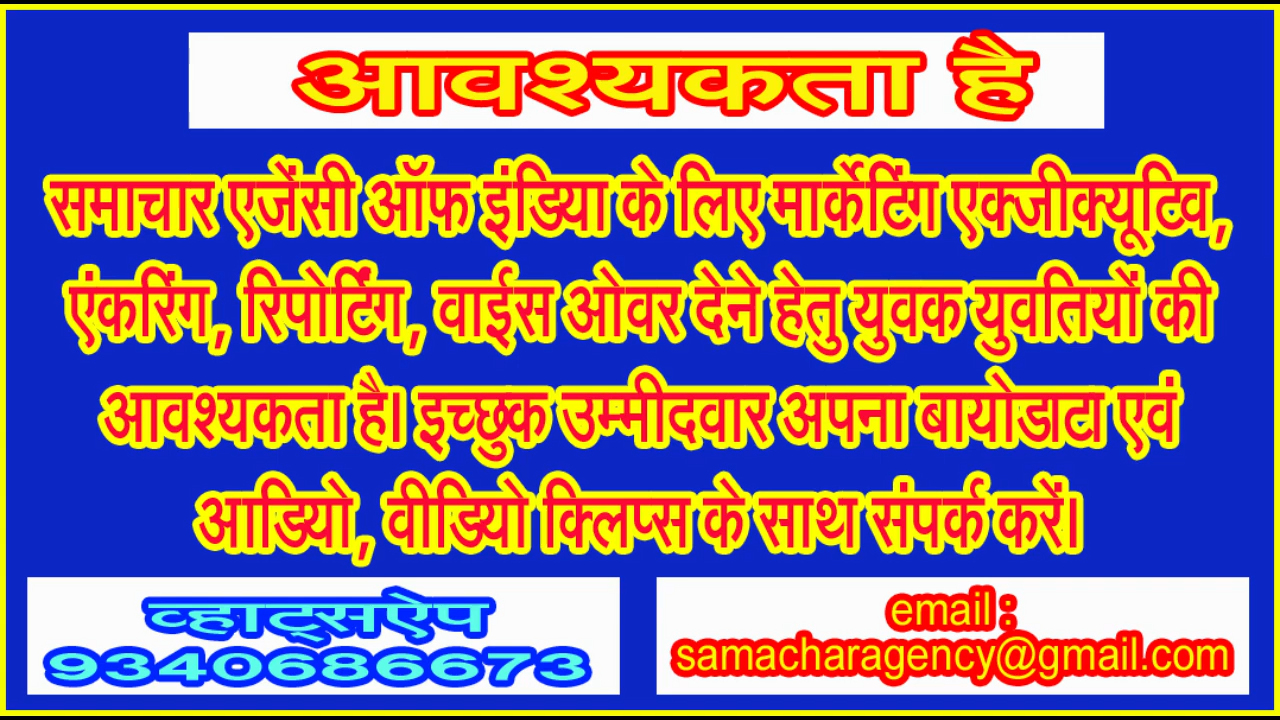 आवश्यकता है
समाचार एजेंसी ऑफ इंडिया के लिए मार्केटिंग एक्जीक्यूटिव,
एंकरिंग, रिपोर्टिंग, वाईस ओवर देने हेतु युवक युवतियों की
आवश्यकता है। इच्छुक उम्मीदवार अपना बायोडाटा एवं
आडियो, वीडियो क्लिप्स के साथ संपर्क करें।
व्हाट्सऐप
9340686673
email :
samacharagency@gmail.com